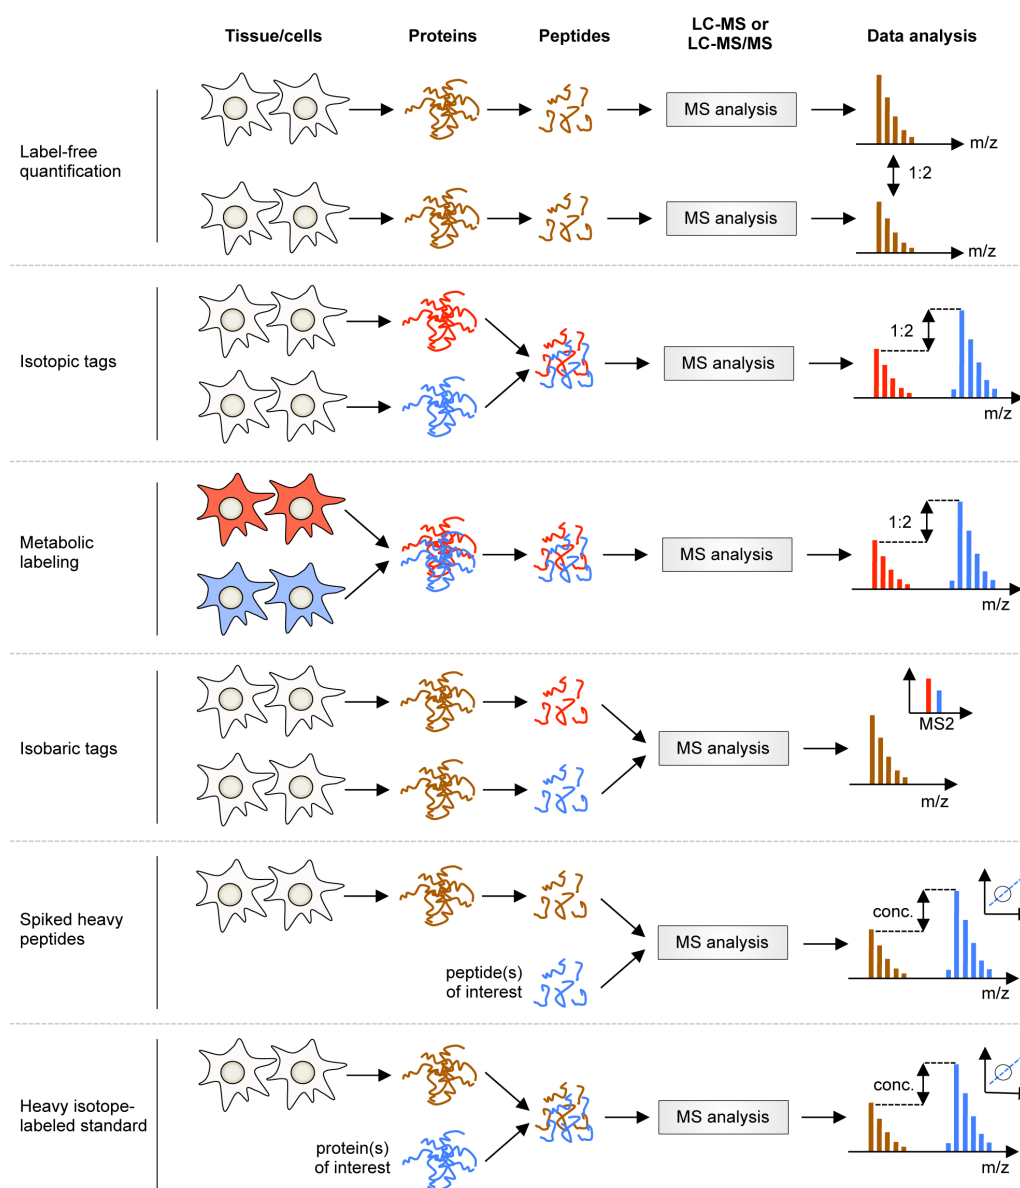 Tissue/cells
Proteins
Peptides
LC-MS or
LC-MS/MS
Data analysis
Label-free
quantification
MS analysis
m/z
1:2
MS analysis
m/z
Isotopic tags
MS analysis
1:2
m/z
Metabolic
labeling
MS analysis
1:2
m/z
Isobaric tags
MS analysis
MS2
m/z
Spiked heavy
peptides
peptide(s)
of interest
MS analysis
conc.
m/z
Heavy isotope-
labeled standard
protein(s)
of interest
MS analysis
conc.
m/z